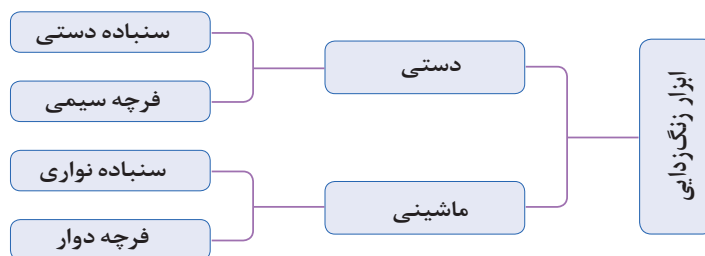 ابزار زنگ‌زدایی
دستی
سنباده دستی
فرچه سیمی
ماشینی
سنباده نواری
فرچه دوار